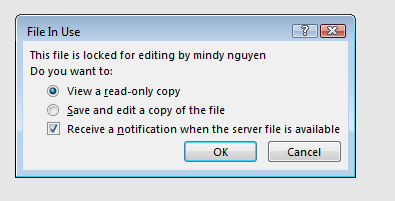 File In Use
This file is locked for editing by mindy nguyen
Do you want to:
View a read-only copy
Save and edit a copy of the file
Receive a notification when the server file is available
OK Cancel